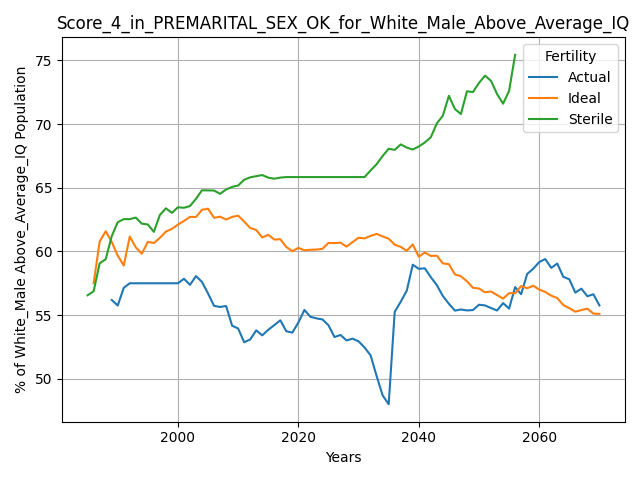 Score_4_in_PREMARITAL_SEX_OK_for_White_Male_Above_Average_IQ
% of White_Male Above_Average_IQ Population
75
70
65
60
55
50
Fertility
Actual
Ideal
Sterile
2000
2020
2040
2060
Years